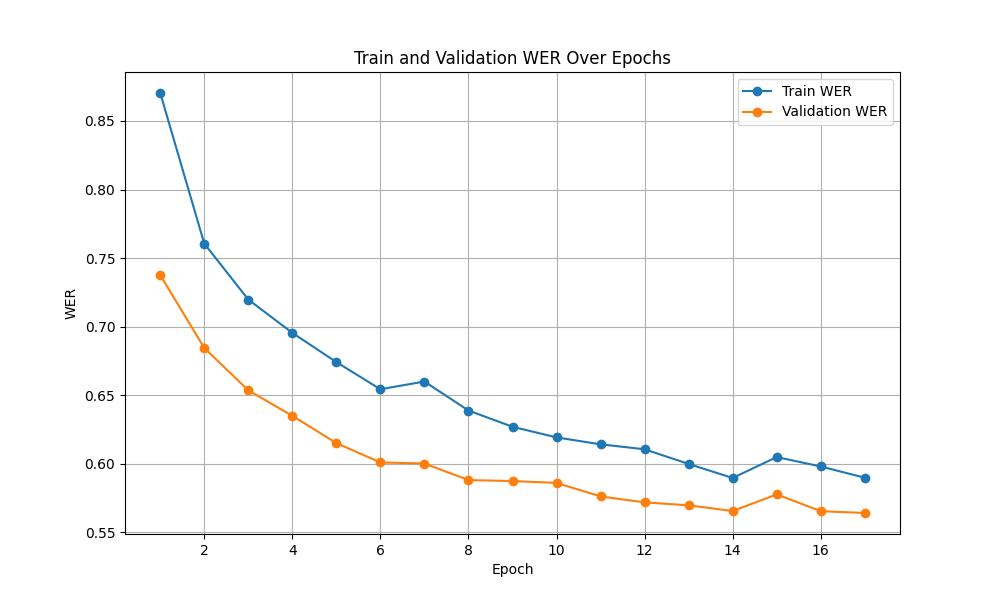 Train and Validation WER Over Epochs
Train WER
Validation WER
WER
0.85
0.80
0.75
0.70
0.65
0.60
0.55
2 4 6 8 10 12 14 16
Epoch